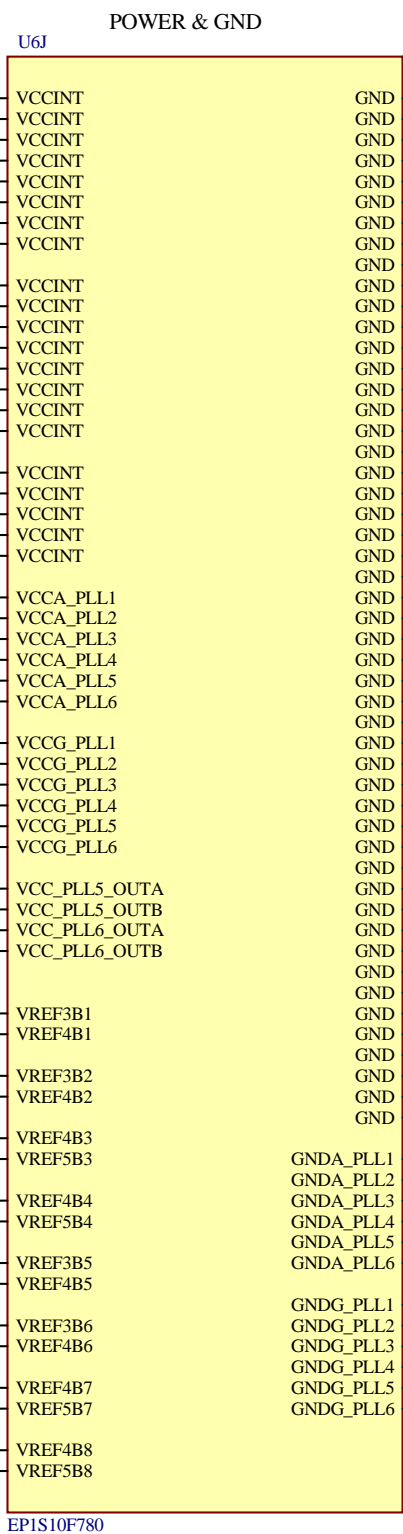 POWER & GND
U6J
VCCINT GND
VCCINT GND
VCCINT GND
VCCINT GND
VCCINT GND
VCCINT GND
VCCINT GND
VCCINT GND
GND
VCCINT GND
VCCINT GND
VCCINT GND
VCCINT GND
VCCINT GND
VCCINT GND
VCCINT GND
VCCINT GND
GND
VCCINT GND
VCCINT GND
VCCINT GND
VCCINT GND
VCCINT GND
GND
VCCA_PLL1 GND
VCCA_PLL2 GND
VCCA_PLL3 GND
VCCA_PLL4 GND
VCCA_PLL5 GND
VCCA_PLL6 GND
GND
VCCG_PLL1 GND
VCCG_PLL2 GND
VCCG_PLL3 GND
VCCG_PLL4 GND
VCCG_PLL5 GND
VCCG_PLL6 GND
GND
VCC_PLL5_OUTA GND
VCC_PLL5_OUTB GND
VCC_PLL6_OUTA GND
VCC_PLL6_OUTB GND
GND
GND
VREF3B1 GND
VREF4B1 GND
GND
VREF3B2 GND
VREF4B2 GND
GND
VREF4B3
VREF5B3 GNDA_PLL1
GNDA_PLL2
VREF4B4 GNDA_PLL3
VREF5B4 GNDA_PLL4
GNDA_PLL5
VREF3B5 GNDA_PLL6
VREF4B5
GNDG_PLL1
VREF3B6 GNDG_PLL2
VREF4B6 GNDG_PLL3
GNDG_PLL4
VREF4B7 GNDG_PLL5
VREF5B7 GNDG_PLL6
VREF4B8
VREF5B8
EP1S10F780